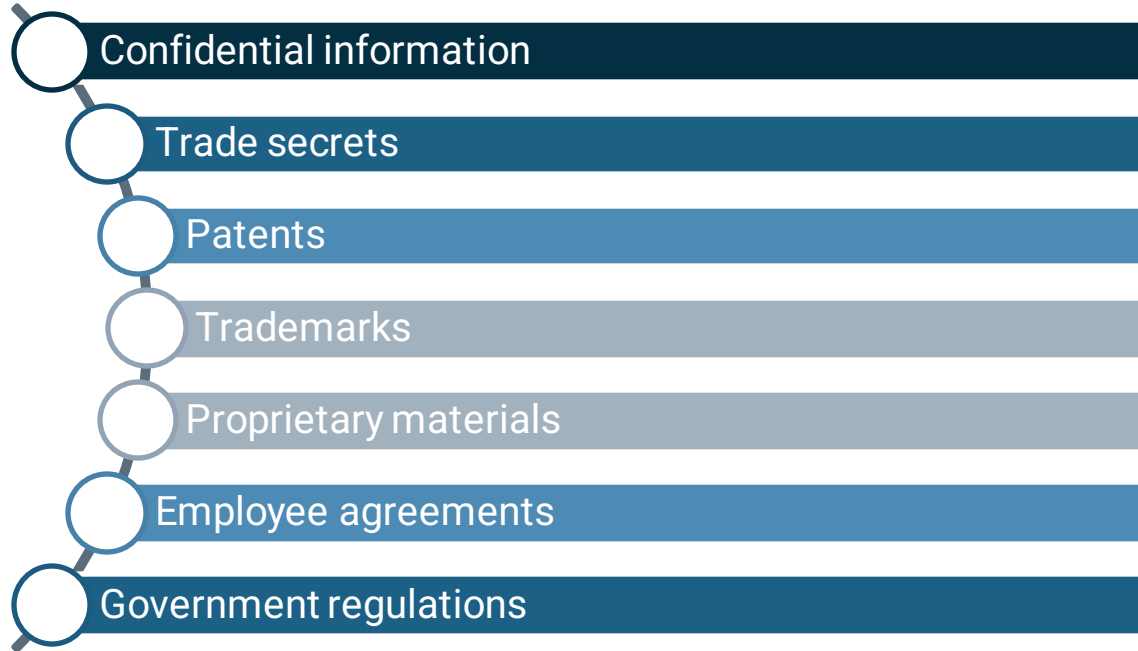 Confidential information
Trade secrets
Patents
Trademarks
Proprietary materials
Employee agreements
Government regulations